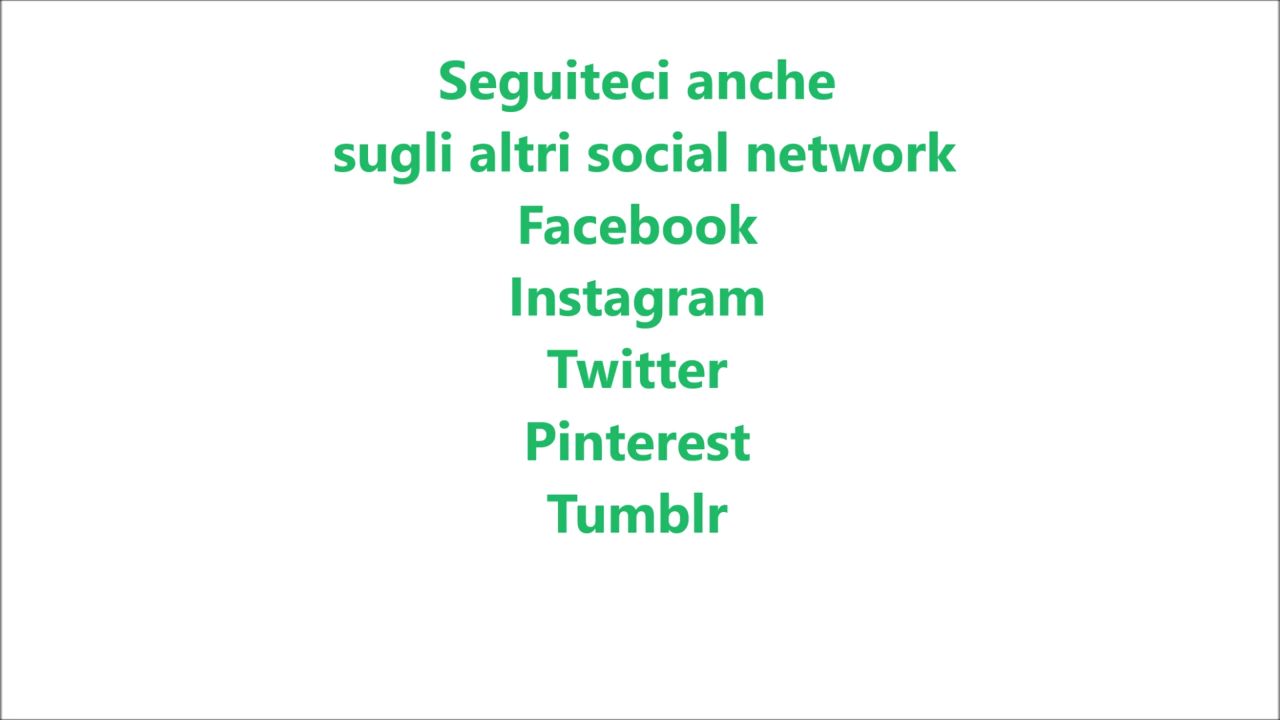 Seguiteci anche
sugli altri social network
Facebook
Instagram
Twitter
Pinterest
Tumblr